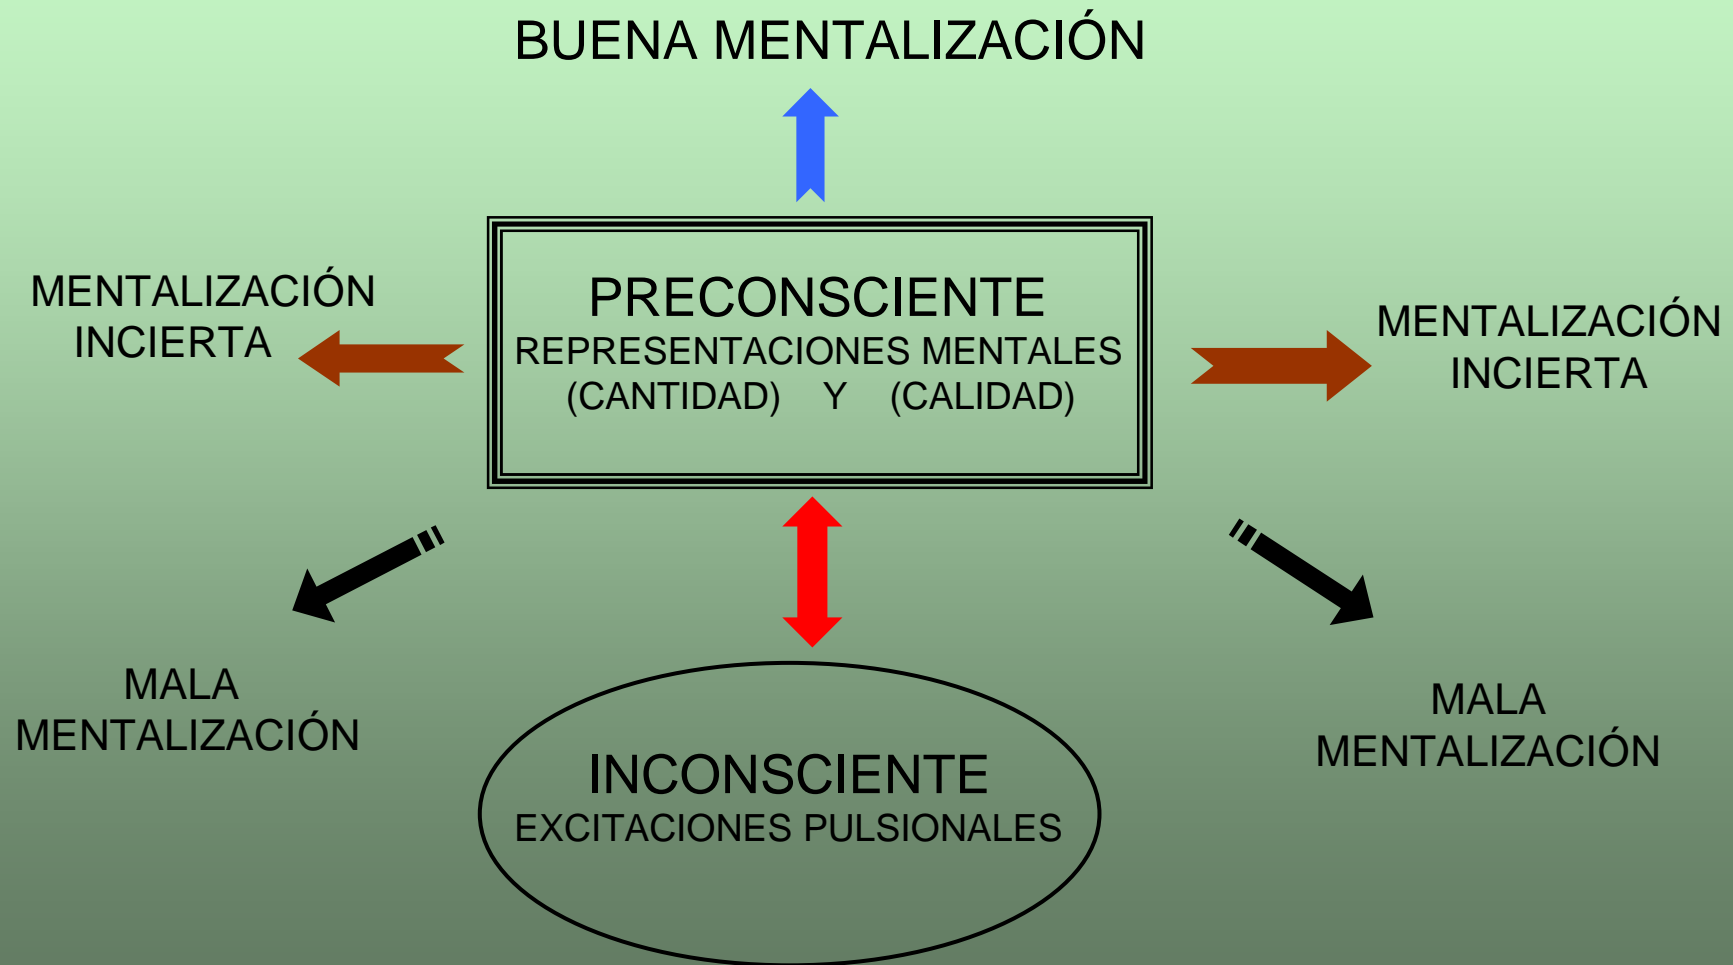 BUENA MENTALIZACIÓN
MENTALIZACIÓN
INCIERTA
PRECONSCIENTE
REPRESENTACIONES MENTALES
(CANTIDAD) Y (CALIDAD)
MENTALIZACIÓN
INCIERTA
MALA
MENTALIZACIÓN
INCONSCIENTE
EXCITACIONES PULSIONALES
MALA
MENTALIZACIÓN